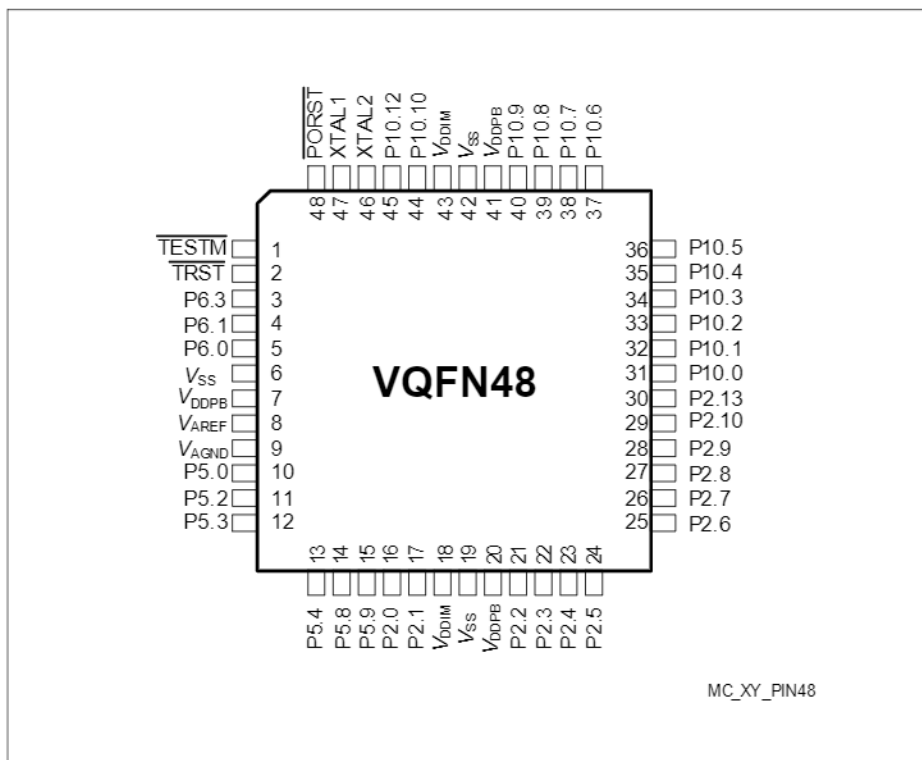 PORST
XTAL1
XTAL2
P10.12
P10.10
VDDIM
VSS
VDDPB
P10.9
P10.8
P10.7
P10.6
48
47
46
45
44
43
42
41
40
39
38
37
TESTM 1
TRST 2
P6.3 3
P6.1 4
P6.0 5
VSS 6
VDDPB 7
VAREF 8
VAGND 9
P5.0 10
P5.2 11
P5.3 12
VQFN48
36 P10.5
35 P10.4
34 P10.3
33 P10.2
32 P10.1
31 P10.0
30 P2.13
29 P2.10
28 P2.9
27 P2.8
26 P2.7
25 P2.6
13
14
15
16
17
18
19
20
21
22
23
24
P5.4
P5.8
P5.9
P2.0
P2.1
VDDIM
VSS
VDDPB
P2.2
P2.3
P2.4
P2.5
MC_XY_PIN48